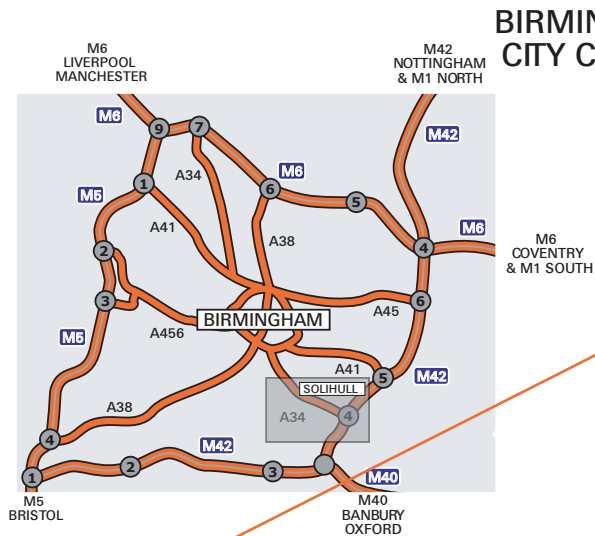 BIRMIN
CITY C
M6
LIVERPOOL
MANCHESTER
M42
NOTTINGHAM
& M1 NORTH
M6
M42
9
7
A34
M6
1
6
M5
5
A41
A38
M6
2
4
M6
COVENTRY
& M1 SOUTH
3
6
A45
BIRMINGHAM
A456
M5
A41
5
M42
SOLIHULL
A38
A34
4
4
M42
1
2
3
M40
M5
BRISTOL
M40
BANBURY
OXFORD